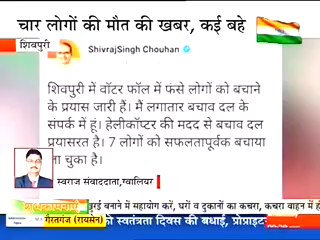 चार लोगों की मौत की खबर, कई बहे
शिवपुरी
ShivrajSingh Chouhan
शिवपुरी में वॉटर फॉल में फंसे लोगों को बचाने
के प्रयास जारी हैं। मैं लगातार बचाव दल के
संपर्क में हूं। हेलीकॉप्टर की मदद से बचाव दल
प्रयासरत है। 7 लोगों को सफलतापूर्वक बचाया
जा चुका है।
स्वराज संवाददाता,ग्वालियर
बनाने में सहायोग करें, घरों व दुकानों का कचरा, कचरा वाहन में ही
गैरतगंज (रायसेन)
को स्वतंत्रता दिवस की बधाई, प्रोप्राइट